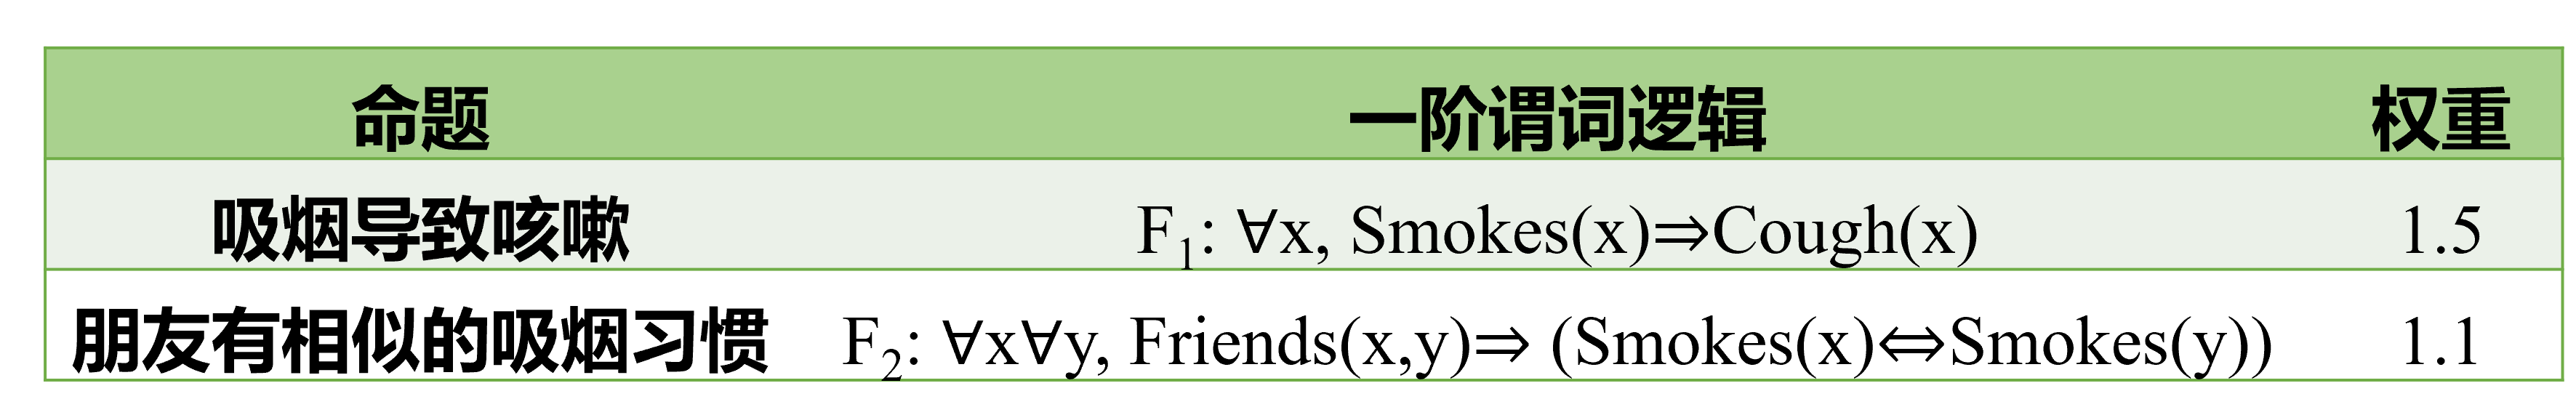 命题 一阶谓词逻辑 权重
吸烟导致咳嗽 F₁: ∀x, Smokes(x)⇒Cough(x) 1.5
朋友有相似的吸烟习惯 F₂: ∀x∀y, Friends(x,y)⇒ (Smokes(x)⇔Smokes(y)) 1.1